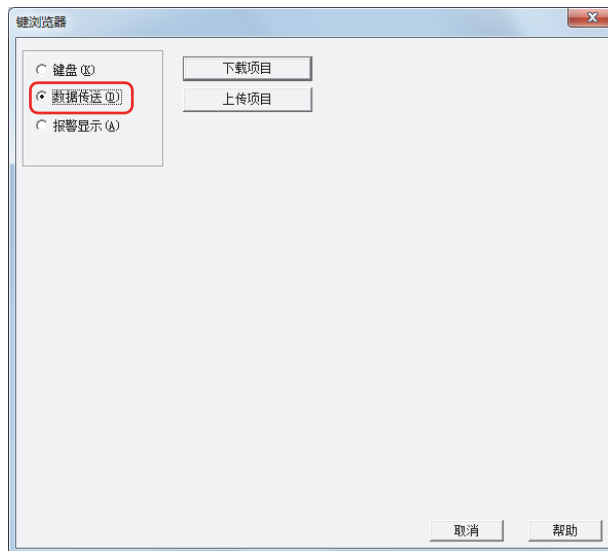 键浏览器
键盘(K)
数据传送(D)
报警显示(A)
下载项目
上传项目
取消
帮助